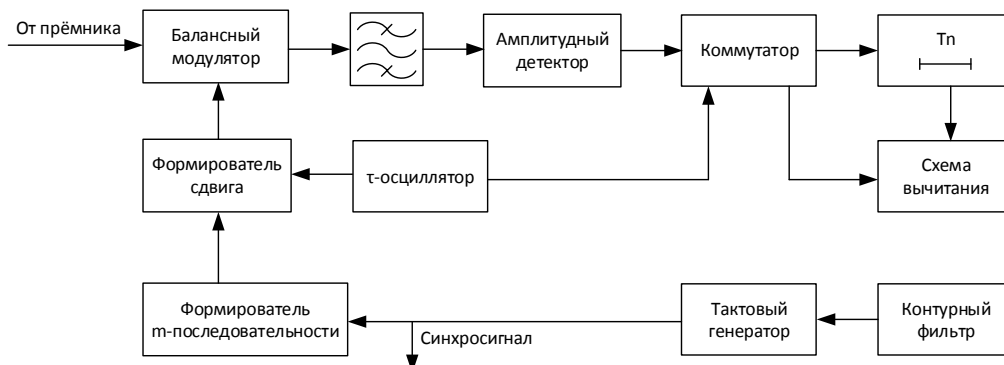 От прёмника
Балансный
модулятор
Амплитудный
детектор
Коммутатор
Tn
Формирователь
сдвига
τ-осциллятор
Схема
вычитания
Формирователь
m-последовательности
Синхросигнал
Тактовый
генератор
Контурный
фильтр